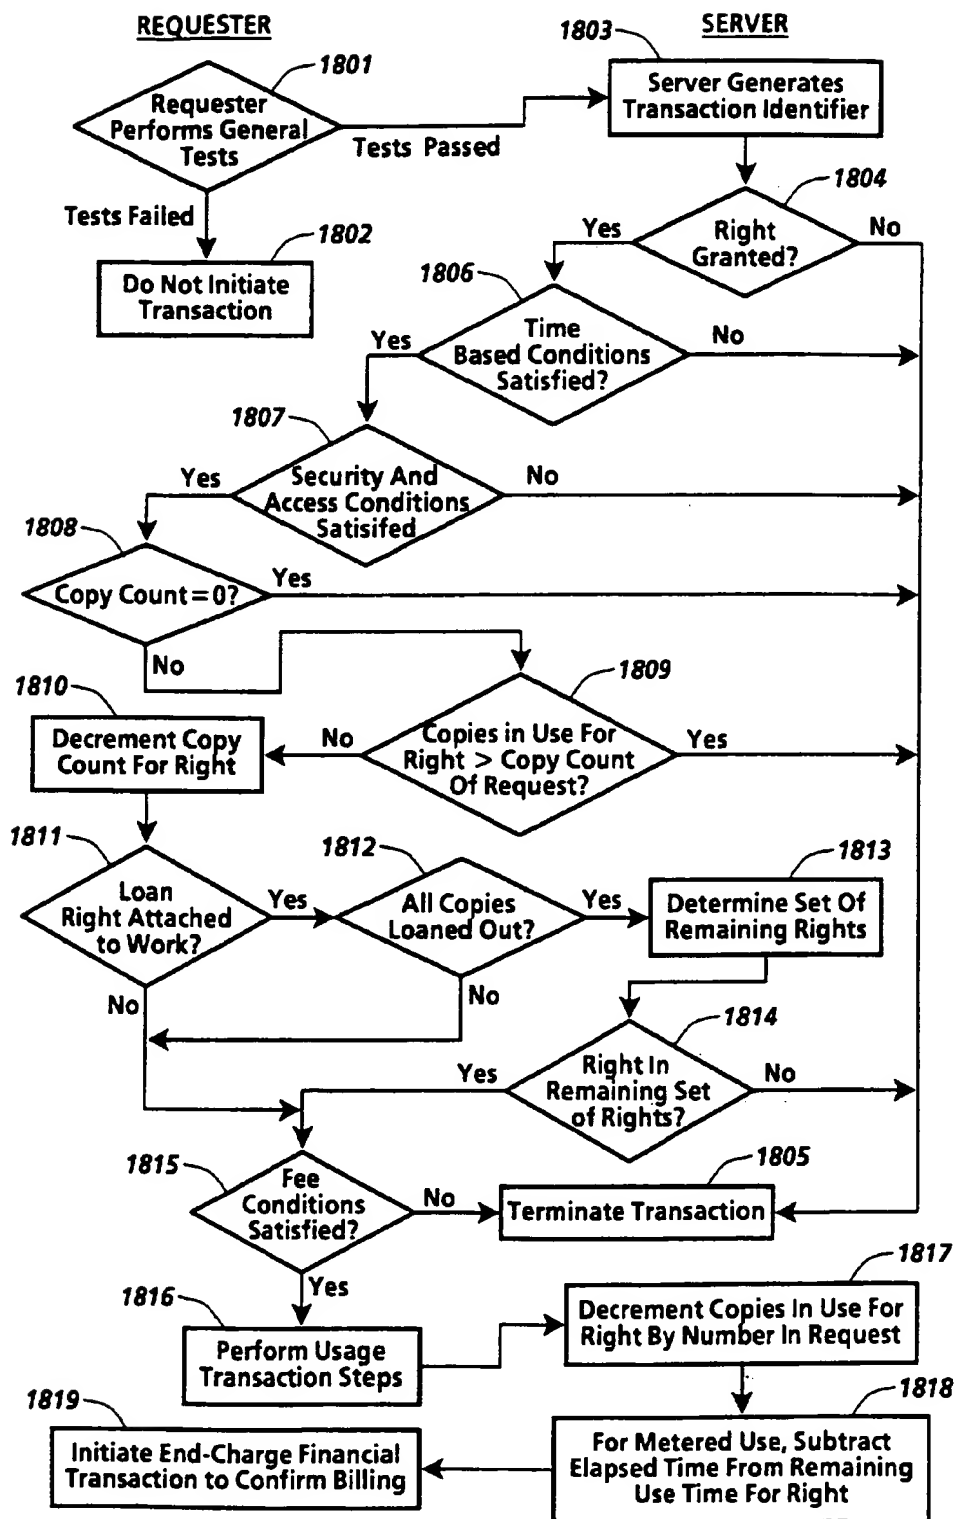 REQUESTER
SERVER
1801
1803
Requester
Performs General
Tests
Server Generates
Transaction Identifier
Tests Passed
Tests Failed
1802
Do Not Initiate
Transaction
1804
Right
Granted?
Yes
No
1806
Time
Based Conditions
Satisfied?
Yes
No
1807
Security And
Access Conditions
Satisifed
Yes
No
1808
Copy Count = 0?
Yes
No
1809
Copies in Use For
Right > Copy Count
Of Request?
No
Yes
1810
Decrement Copy
Count For Right
1811
Loan
Right Attached
to Work?
Yes
No
1812
All Copies
Loaned Out?
Yes
No
1813
Determine Set Of
Remaining Rights
1814
Right In
Remaining Set
of Rights?
Yes
No
1815
Fee
Conditions
Satisfied?
No
Yes
1805
Terminate Transaction
1816
Perform Usage
Transaction Steps
1817
Decrement Copies In Use For
Right By Number In Request
1818
For Metered Use, Subtract
Elapsed Time From Remaining
Use Time For Right
1819
Initiate End-Charge Financial
Transaction to Confirm Billing